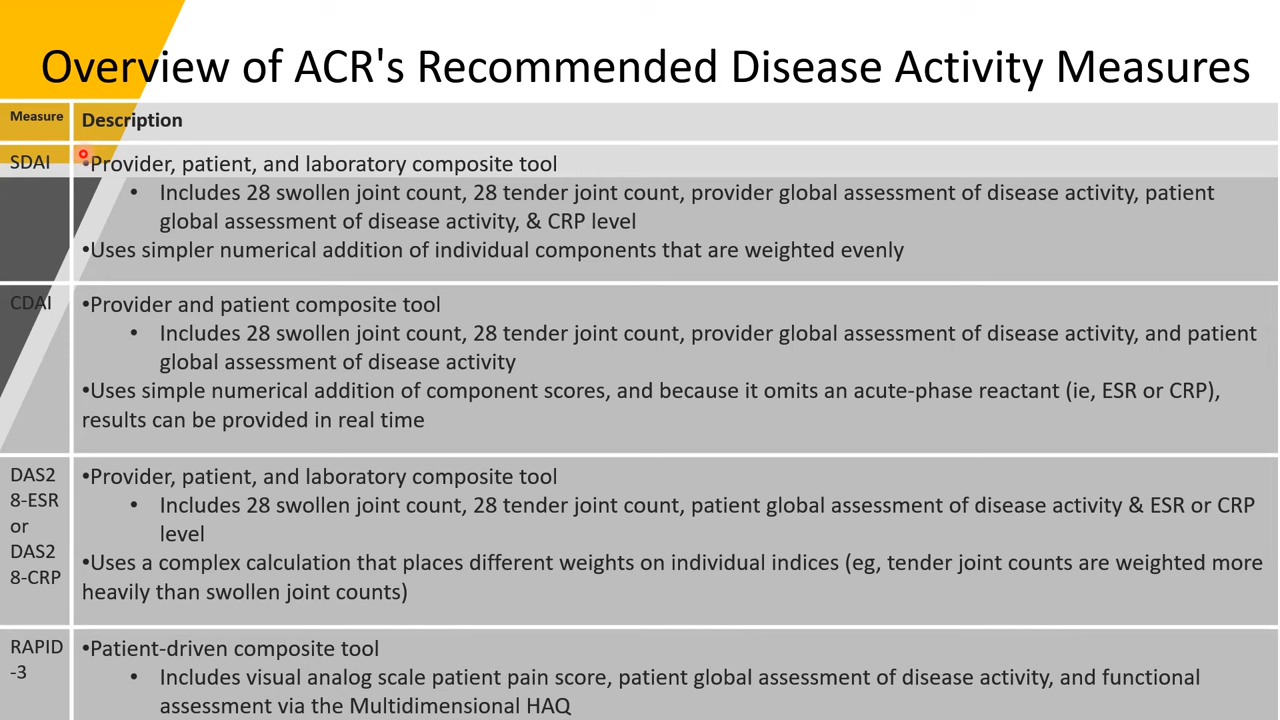 Overview of ACR's Recommended Disease Activity Measures
Measure
Description
SDAI
•Provider, patient, and laboratory composite tool
• Includes 28 swollen joint count, 28 tender joint count, provider global assessment of disease activity, patient
global assessment of disease activity, & CRP level
•Uses simpler numerical addition of individual components that are weighted evenly
CDAI
•Provider and patient composite tool
• Includes 28 swollen joint count, 28 tender joint count, provider global assessment of disease activity, and patient
global assessment of disease activity
•Uses simple numerical addition of component scores, and because it omits an acute-phase reactant (ie, ESR or CRP),
results can be provided in real time
DAS2
8-ESR
or
DAS2
8-CRP
•Provider, patient, and laboratory composite tool
• Includes 28 swollen joint count, 28 tender joint count, patient global assessment of disease activity & ESR or CRP
level
•Uses a complex calculation that places different weights on individual indices (eg, tender joint counts are weighted more
heavily than swollen joint counts)
RAPID
-3
•Patient-driven composite tool
• Includes visual analog scale patient pain score, patient global assessment of disease activity, and functional
assessment via the Multidimensional HAQ